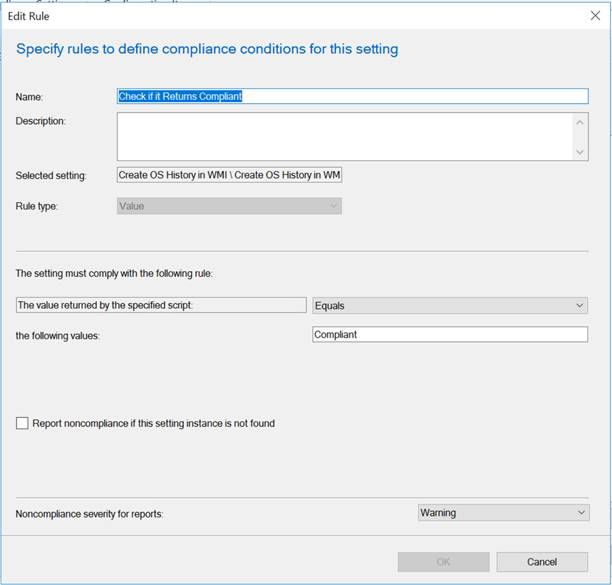 Edit Rule
Specify rules to define compliance conditions for this setting
Name:
Check if it Returns Compliant
Description:
Selected setting:
Create OS History in WMI \ Create OS History in WM
Rule type:
Value
The setting must comply with the following rule:
The value returned by the specified script:
Equals
the following values:
Compliant
Report noncompliance if this setting instance is not found
Noncompliance severity for reports:
Warning
OK
Cancel